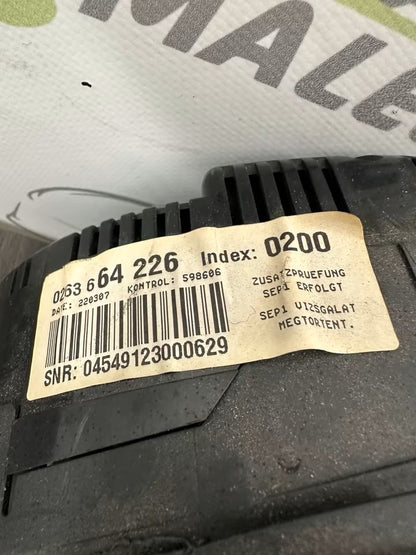 MALE
0263 664 226 Index: 0200
DATE: 220307 KONTROL: 598606
ZUSATZPRUEFUNG
SEP1 ERFOLGT
SEP1 VIZSGALAT
MEGTORTENT.
SNR: 04549123000629